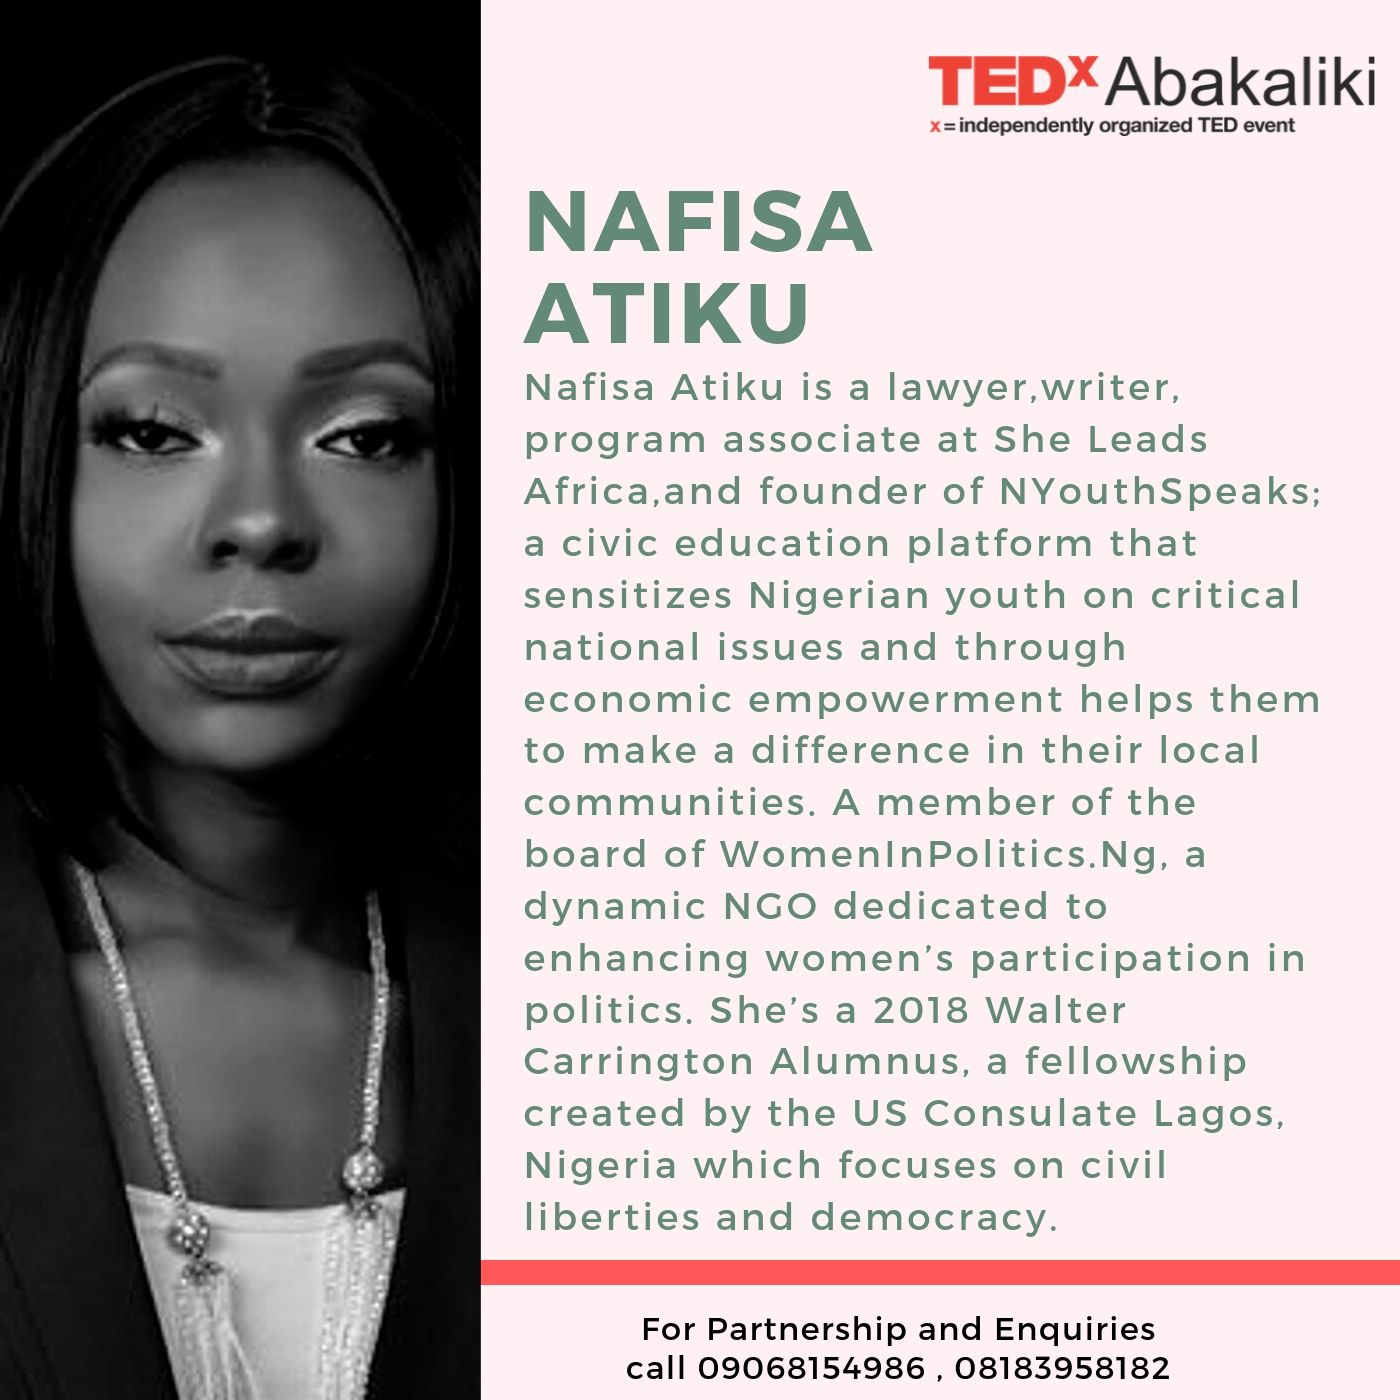 TEDx Abakaliki
x = independently organized TED event
NAFISA
ATIKU
Nafisa Atiku is a lawyer,writer,
program associate at She Leads
Africa,and founder of NYouthSpeaks;
a civic education platform that
sensitizes Nigerian youth on critical
national issues and through
economic empowerment helps them
to make a difference in their local
communities. A member of the
board of WomenInPolitics.Ng, a
dynamic NGO dedicated to
enhancing women’s participation in
politics. She’s a 2018 Walter
Carrington Alumnus, a fellowship
created by the US Consulate Lagos,
Nigeria which focuses on civil
liberties and democracy.
For Partnership and Enquiries
call 09068154986 , 08183958182